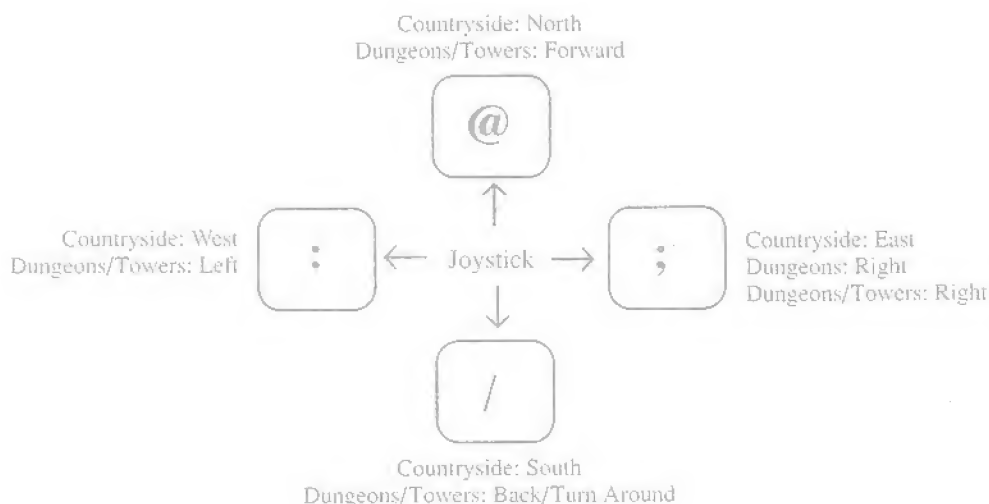 Countryside: North
Dungeons/Towers: Forward
@
Countryside: West
Dungeons/Towers: Left
:
Joystick
;
Countryside: East
Dungeons: Right
Dungeons/Towers: Right
/
Countryside: South
Dungeons/Towers: Back/Turn Around